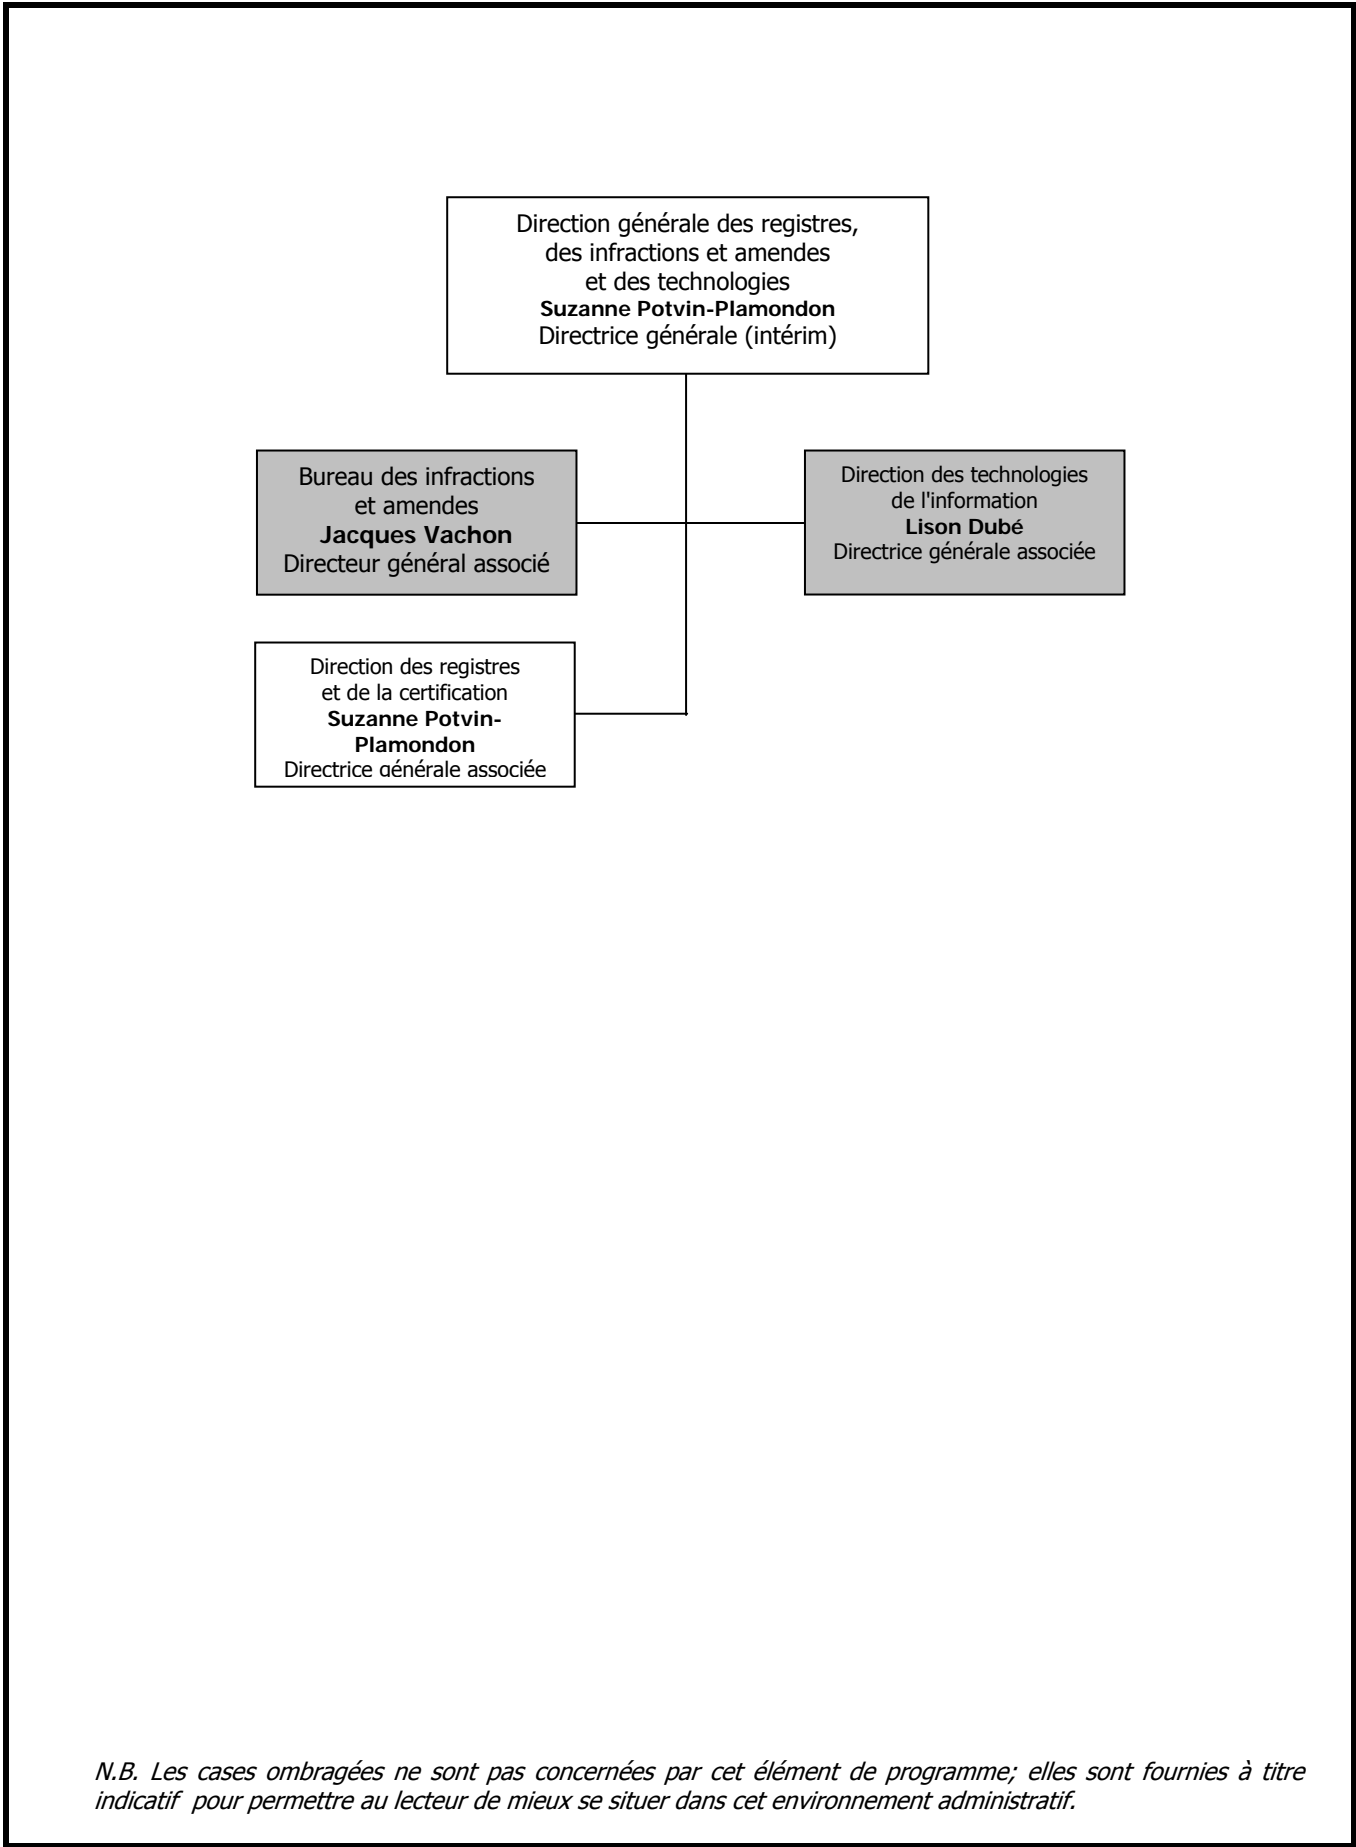 Direction générale des registres,
des infractions et amendes
et des technologies
Suzanne Potvin-Plamondon
Directrice générale (intérim)
Bureau des infractions
et amendes
Jacques Vachon
Directeur général associé
Direction des technologies
de l'information
Lison Dubé
Directrice générale associée
Direction des registres
et de la certification
Suzanne Potvin-
Plamondon
Directrice générale associée
N.B. Les cases ombragées ne sont pas concernées par cet élément de programme; elles sont fournies à titre
indicatif pour permettre au lecteur de mieux se situer dans cet environnement administratif.